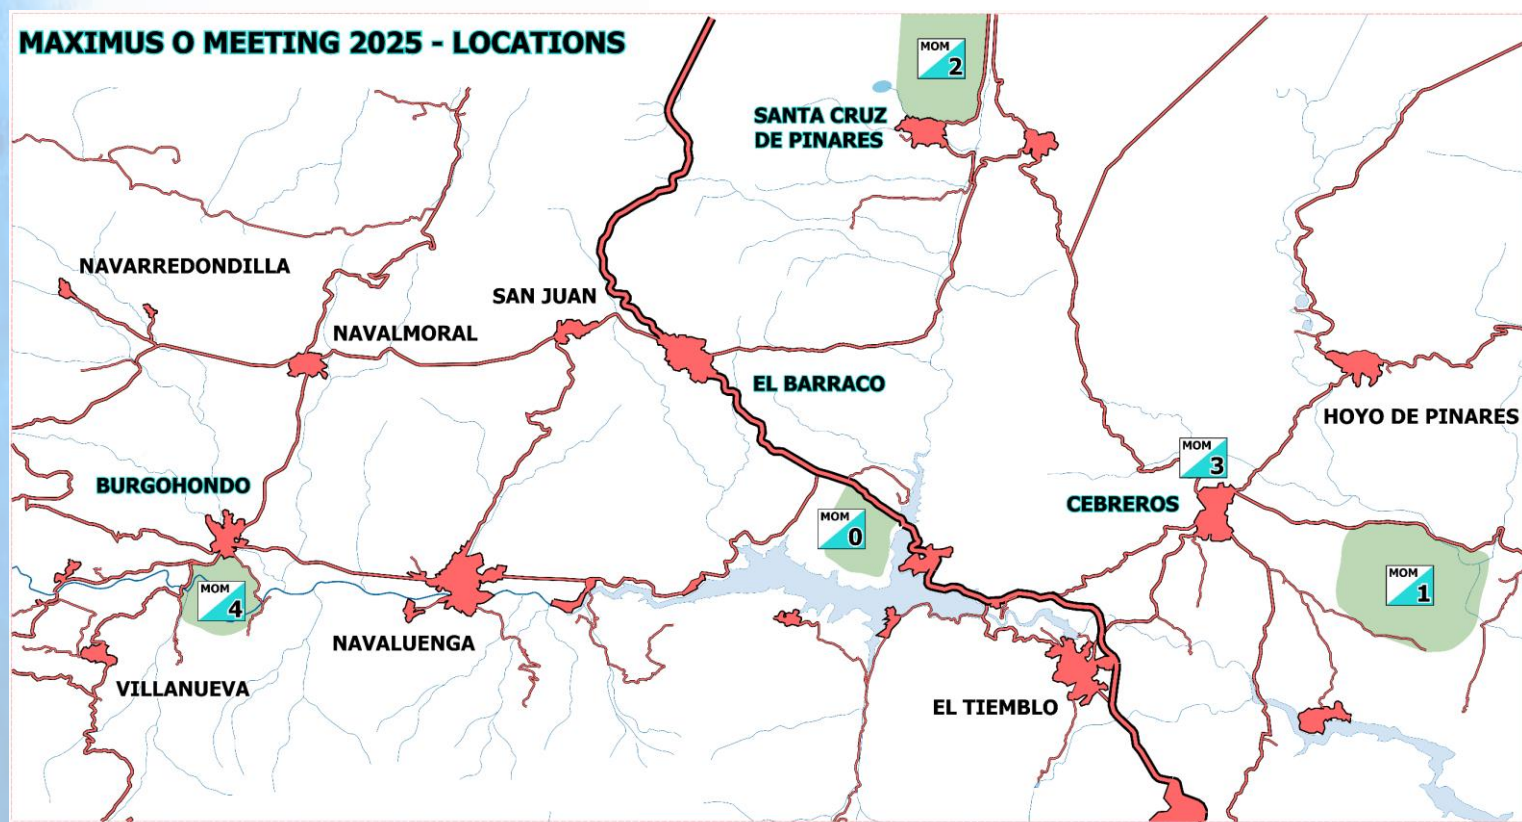 MAXIMUS O MEETING 2025 - LOCATIONS
MOM
2
SANTA CRUZ
DE PINARES
NAVARREDONDILLA
SAN JUAN
NAVALMORAL
EL BARRACO
HOYO DE PINARES
MOM
3
BURGOHONDO
CEBREROS
MOM
0
MOM
1
MOM
4
NAVALUENGA
VILLANUEVA
EL TIEMBLO